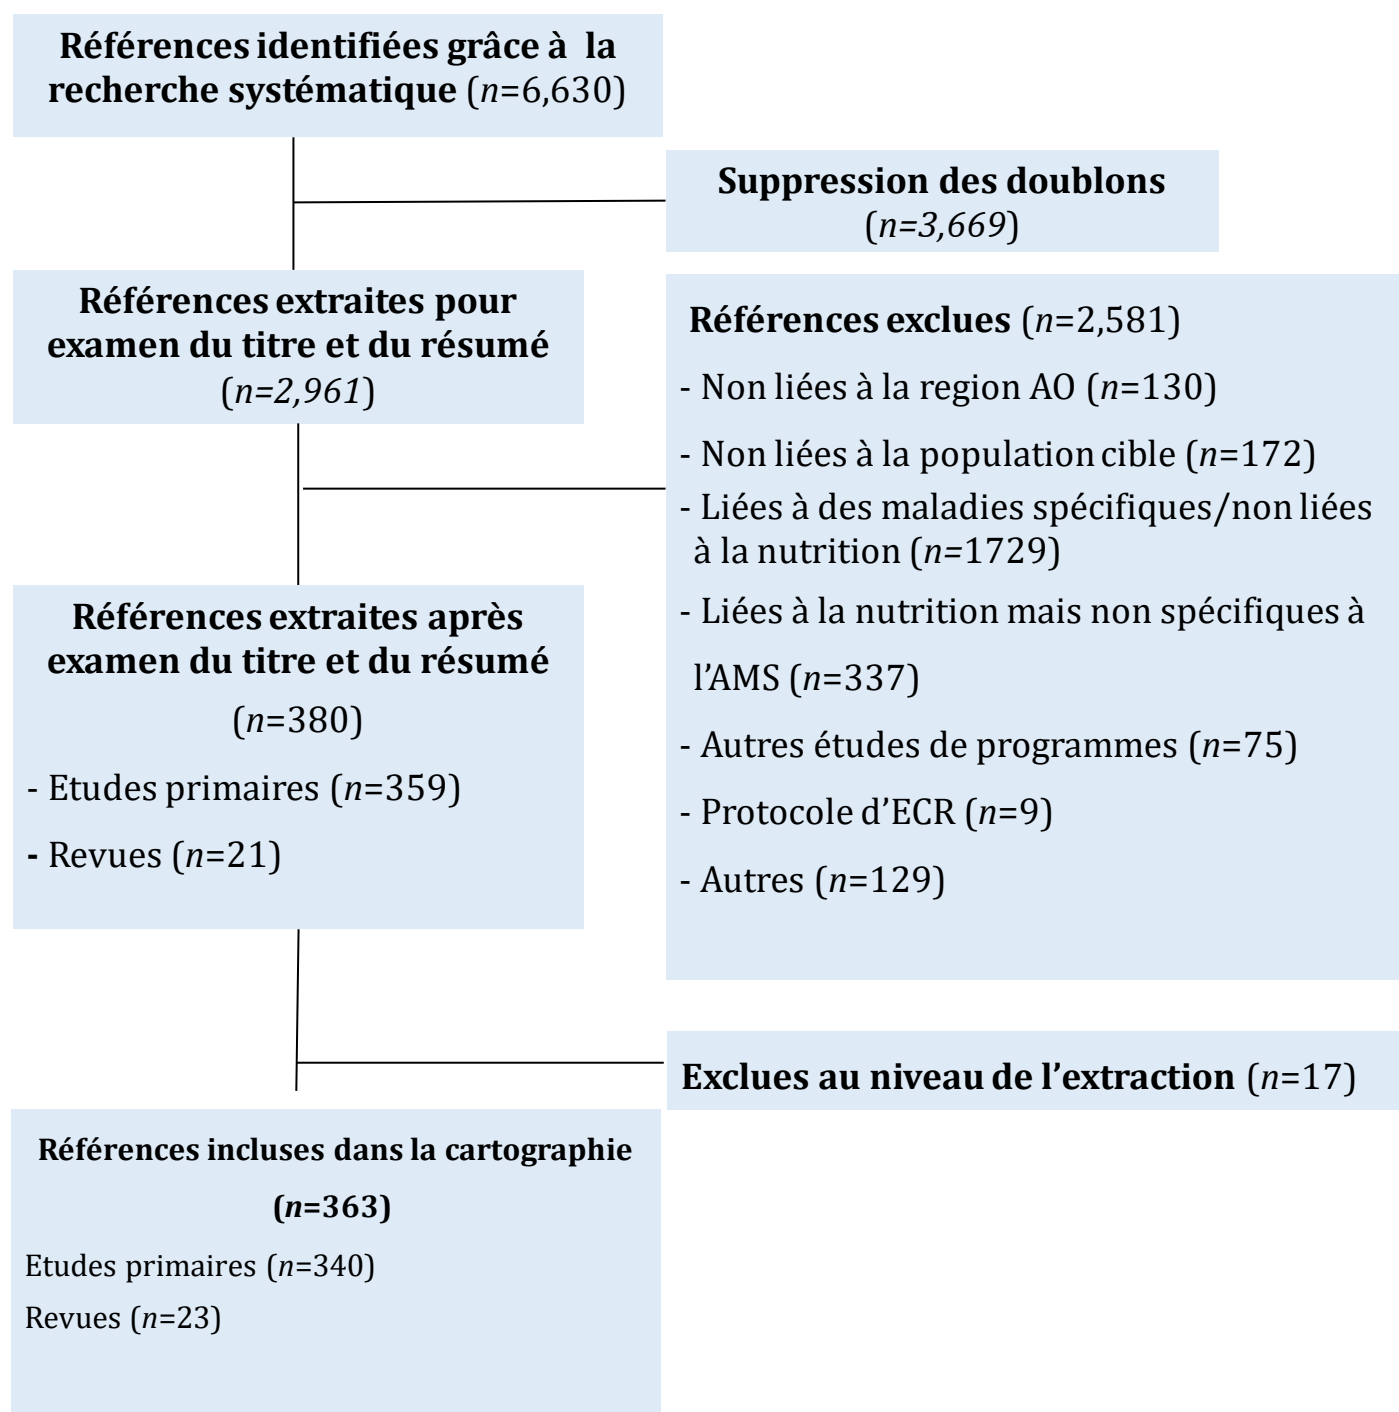 Références identifiées grâce à la
recherche systématique (n=6,630)
Suppression des doublons
(n=3,669)
Références extraites pour
examen du titre et du résumé
(n=2,961)
Références exclues (n=2,581)
- Non liées à la region AO (n=130)
- Non liées à la population cible (n=172)
- Liées à des maladies spécifiques/non liées
à la nutrition (n=1729)
- Liées à la nutrition mais non spécifiques à
l’AMS (n=337)
- Autres études de programmes (n=75)
- Protocole d’ECR (n=9)
- Autres (n=129)
Références extraites après
examen du titre et du résumé
(n=380)
- Etudes primaires (n=359)
- Revues (n=21)
Exclues au niveau de l’extraction (n=17)
Références incluses dans la cartographie
(n=363)
Etudes primaires (n=340)
Revues (n=23)